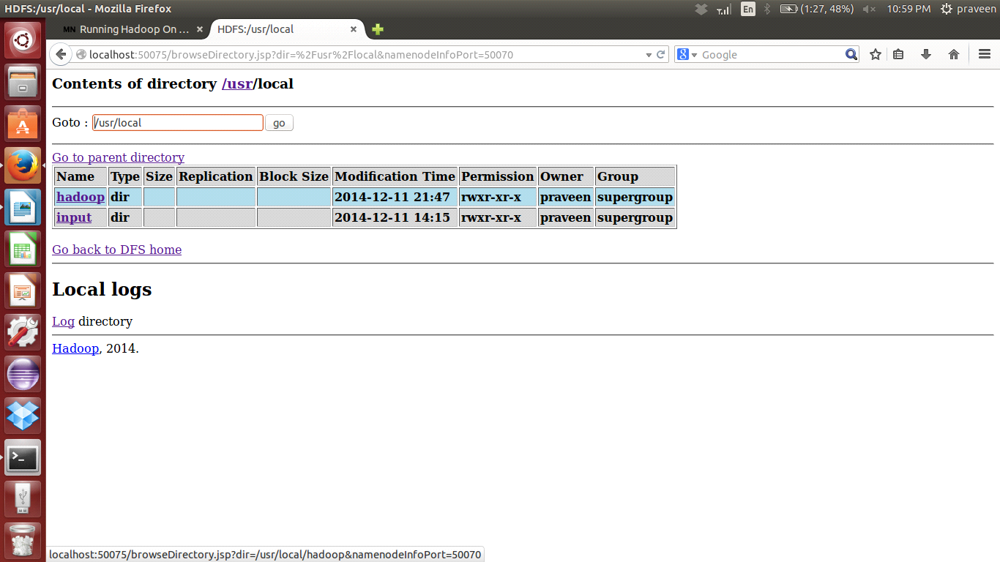 HDFS:/usr/local - Mozilla Firefox
En (1:27, 48%) 10:59 PM praveen
MN Running Hadoop On ... × HDFS:/usr/local ×
localhost:50075/browseDirectory.jsp?dir=%2Fusr%2Flocal&namenodeInfoPort=50070
8 Google
Contents of directory /usr/local
Goto : /usr/local go
Go to parent directory
Name Type Size Replication Block Size Modification Time Permission Owner Group
hadoop dir 2014-12-11 21:47 rwxr-xr-x praveen supergroup
input dir 2014-12-11 14:15 rwxr-xr-x praveen supergroup
Go back to DFS home
Local logs
Log directory
Hadoop, 2014.
localhost:50075/browseDirectory.jsp?dir=/usr/local/hadoop&namenodeInfoPort=50070